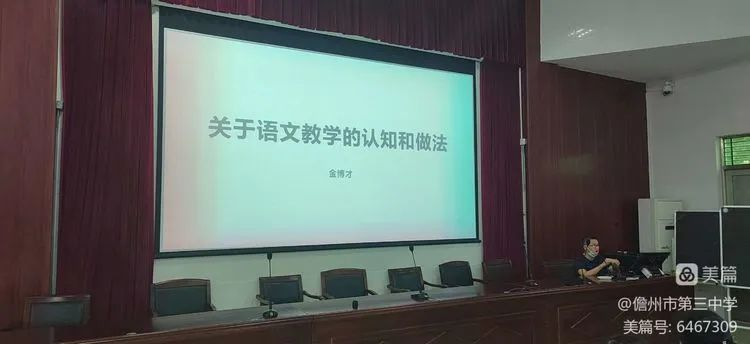 关于语文教学的认知和做法
金博才
美篇
@儋州市第三中学
美篇号: 6467309